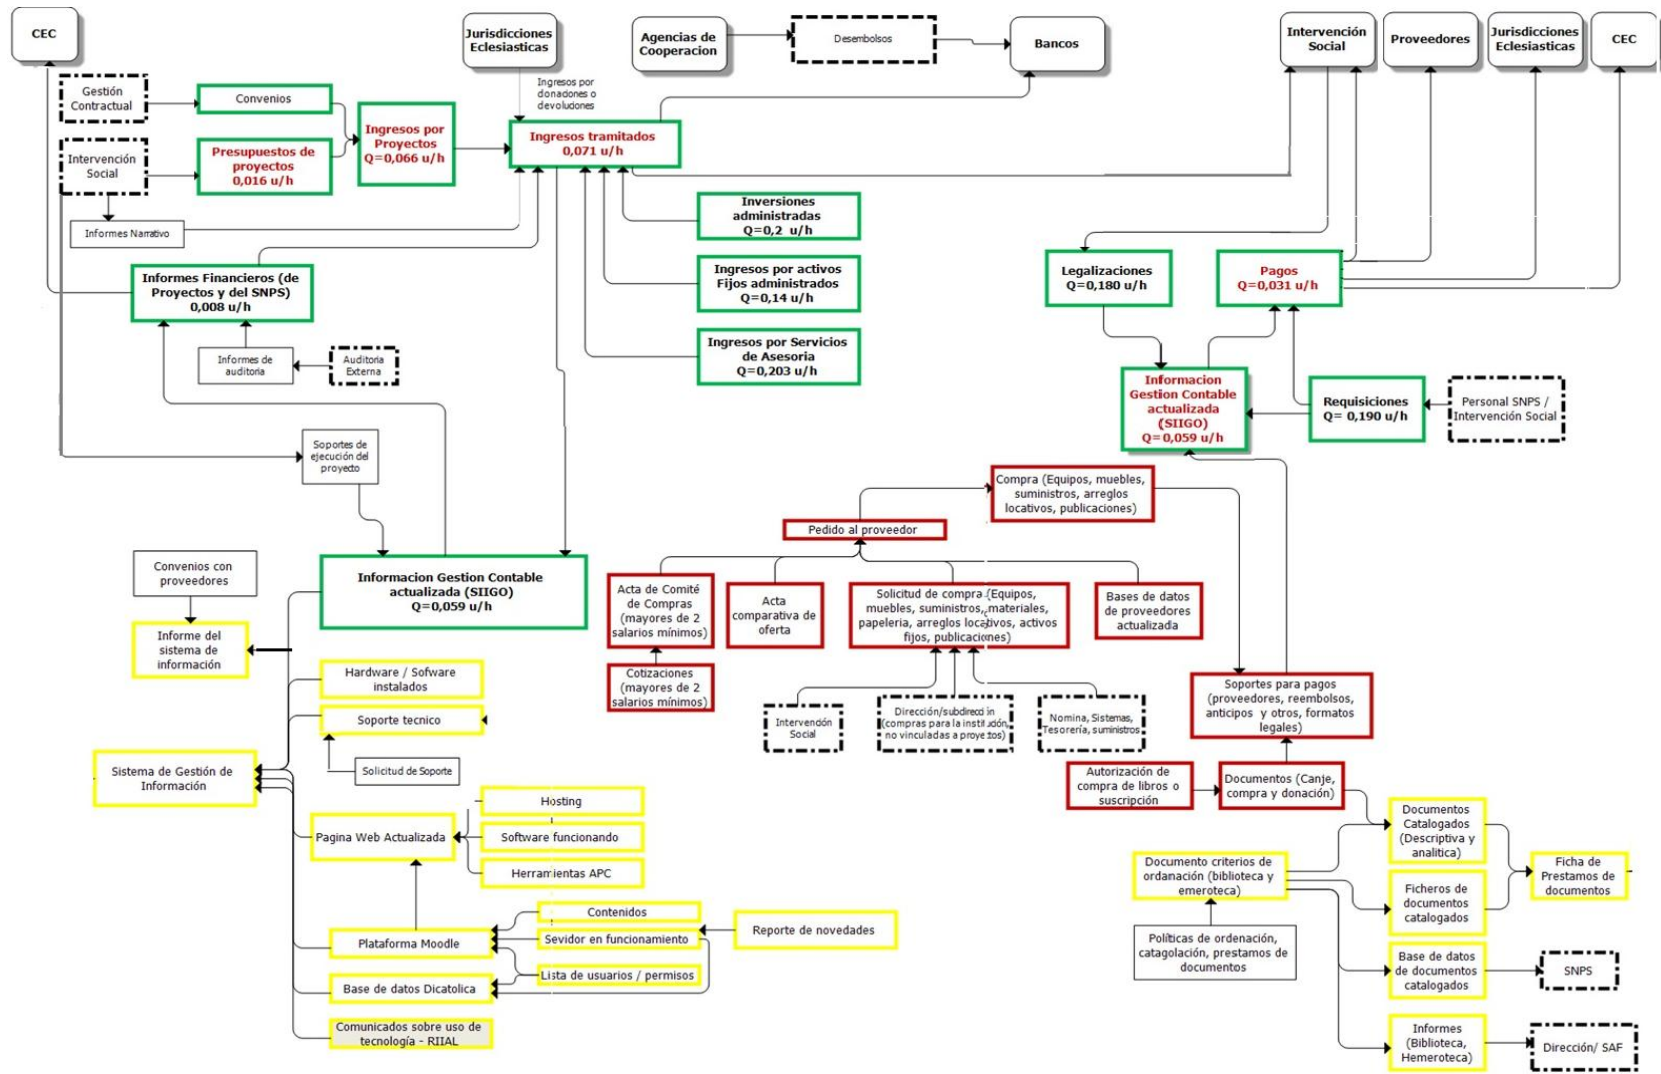 CEC
Jurisdicciones
Eclesiasticas
Agencias de
Cooperacion
Desembolsos
Bancos
Intervención
Social
Proveedores
Jurisdicciones
Eclesiasticas
CEC
Gestión
Contractual
Convenios
Ingresos por
donaciones o
devoluciones
Intervención
Social
Presupuestos de
proyectos
0,016 u/h
Ingresos por
Proyectos
Q=0,066 u/h
Ingresos tramitados
0,071 u/h
Informes Narrativo
Inversiones
administradas
Q=0,2 u/h
Informes Financieros (de
Proyectos y del SNPS)
0,008 u/h
Ingresos por activos
Fijos administrados
Q=0,14 u/h
Legalizaciones
Q=0,180 u/h
Pagos
Q=0,031 u/h
Informes de
auditoria
Auditoria
Externa
Ingresos por Servicios
de Asesoria
Q=0,203 u/h
Informacion
Gestion Contable
actualizada
(SIIGO)
Q=0,059 u/h
Requisiciones
Q= 0,190 u/h
Personal SNPS /
Intervención Social
Soportes de
ejecución del
proyecto
Compra (Equipos, muebles,
suministros, arreglos
locativos, publicaciones)
Pedido al proveedor
Convenios con
proveedores
Informacion Gestion Contable
actualizada (SIIGO)
Q=0,059 u/h
Acta de Comité
de Compras
(mayores de 2
salarios mínimos)
Acta
comparativa de
oferta
Solicitud de compra (Equipos,
muebles, suministros, materiales,
papeleria, arreglos locativos, activos
fijos, publicaciones)
Bases de datos
de proveedores
actualizada
Informe del
sistema de
información
Cotizaciones
(mayores de 2
salarios mínimos)
Hardware / Sofware
instalados
Soporte tecnico
Solicitud de Soporte
Intervención
Social
Dirección/subdirección
(compras para la institución,
no vinculadas a proyectos)
Nomina, Sistemas,
Tesorería, suministros
Soportes para pagos
(proveedores, reembolsos,
anticipos y otros, formatos
legales)
Sistema de Gestión de
Información
Autorización de
compra de libros o
suscripción
Documentos (Canje,
compra y donación)
Hosting
Pagina Web Actualizada
Software funcionando
Herramientas APC
Documentos
Catalogados
(Descriptiva y
analitica)
Documento criterios de
ordanación (biblioteca y
emeroteca)
Ficheros de
documentos
catalogados
Ficha de
Prestamos de
documentos
Contenidos
Plataforma Moodle
Sevidor en funcionamiento
Reporte de novedades
Lista de usuarios / permisos
Base de datos Dicatolica
Políticas de ordenación,
catagolación, prestamos de
documentos
Base de datos
de documentos
catalogados
SNPS
Comunicados sobre uso de
tecnología - RIIAL
Informes
(Biblioteca,
Hemeroteca)
Dirección/ SAF